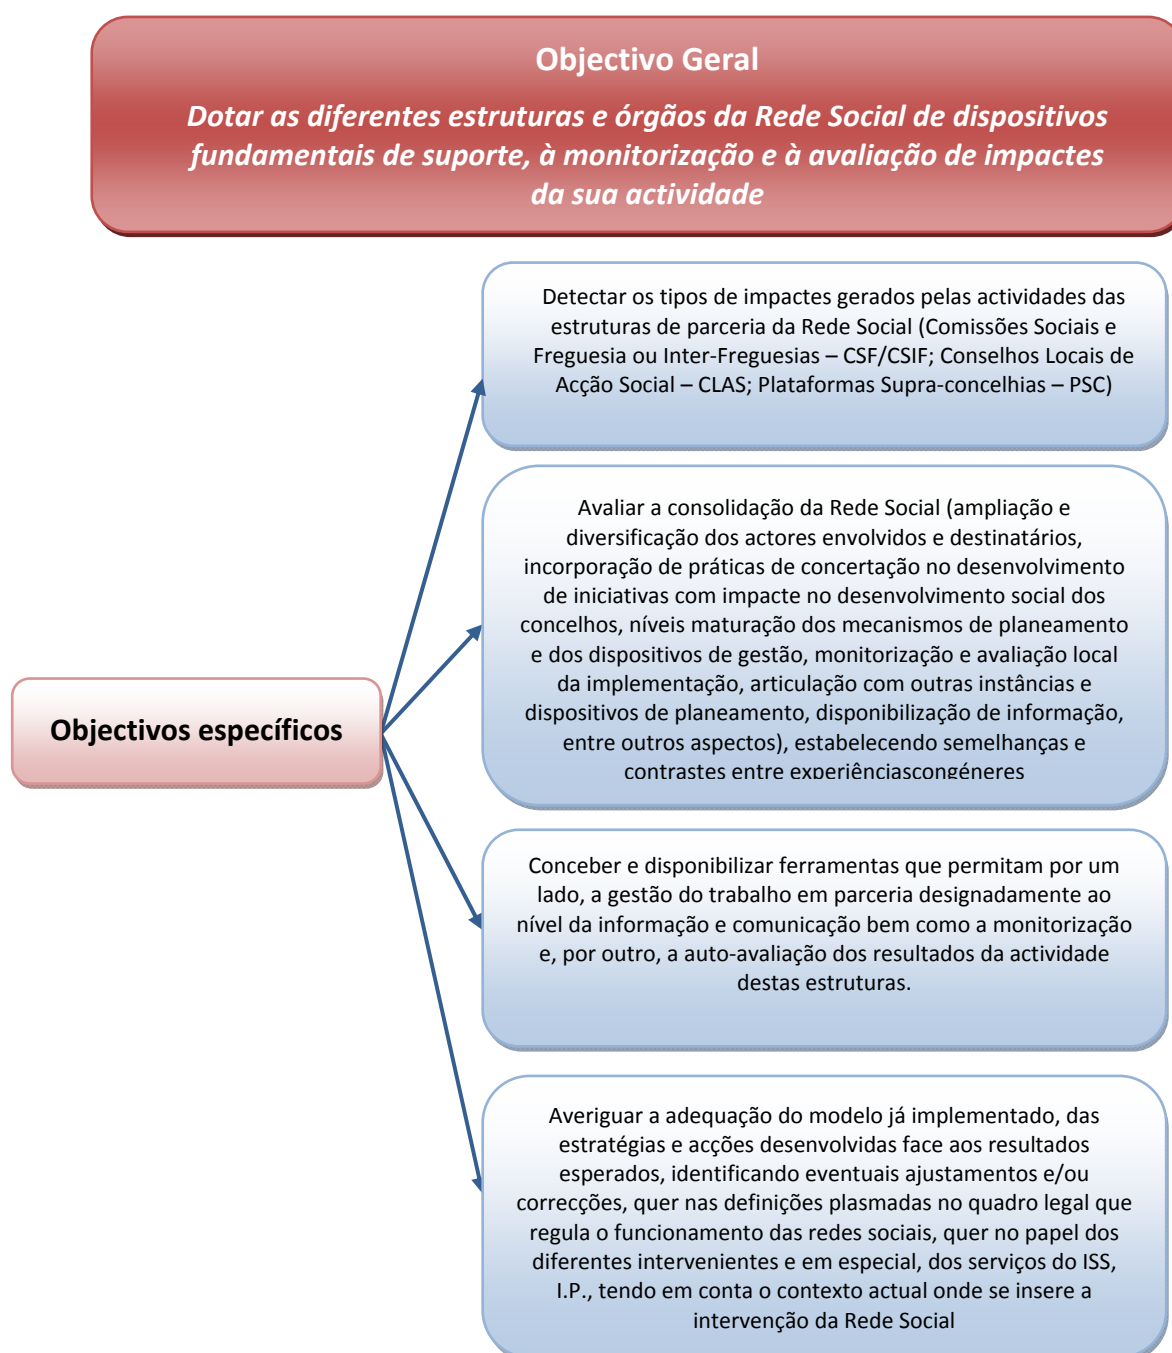 Objectivo Geral
Dotar as diferentes estruturas e órgãos da Rede Social de dispositivos
fundamentais de suporte, à monitorização e à avaliação de impactes
da sua actividade
Detectar os tipos de impactes gerados pelas actividades das
estruturas de parceria da Rede Social (Comissões Sociais e
Freguesia ou Inter-Freguesias – CSF/CSIF; Conselhos Locais de
Acção Social – CLAS; Plataformas Supra-concelhias – PSC)
Avaliar a consolidação da Rede Social (ampliação e
diversificação dos actores envolvidos e destinatários,
incorporação de práticas de concertação no desenvolvimento
de iniciativas com impacte no desenvolvimento social dos
concelhos, níveis maturação dos mecanismos de planeamento
e dos dispositivos de gestão, monitorização e avaliação local
da implementação, articulação com outras instâncias e
dispositivos de planeamento, disponibilização de informação,
entre outros aspectos), estabelecendo semelhanças e
contrastes entre experiênciascongéneres
Objectivos específicos
Conceber e disponibilizar ferramentas que permitam por um
lado, a gestão do trabalho em parceria designadamente ao
nível da informação e comunicação bem como a monitorização
e, por outro, a auto-avaliação dos resultados da actividade
destas estruturas.
Averiguar a adequação do modelo já implementado, das
estratégias e acções desenvolvidas face aos resultados
esperados, identificando eventuais ajustamentos e/ou
correcções, quer nas definições plasmadas no quadro legal que
regula o funcionamento das redes sociais, quer no papel dos
diferentes intervenientes e em especial, dos serviços do ISS,
I.P., tendo em conta o contexto actual onde se insere a
intervenção da Rede Social